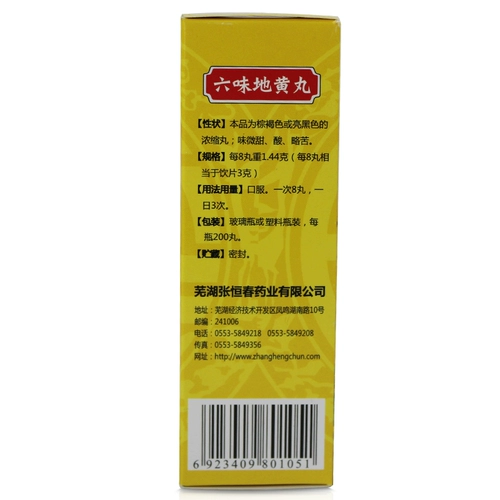 六味地黄丸
【性状】本品为棕褐色或亮黑色的
浓缩丸；味微甜、酸、略苦。
【规格】每8丸重1.44克（每8丸相
当于饮片3克）
【用法用量】口服。一次8丸，一
日3次。
【包装】玻璃瓶或塑料瓶装，每
瓶200丸。
【贮藏】密封。
芜湖张恒春药业有限公司
地址：芜湖经济技术开发区凤鸣湖南路10号
邮编：241006
电话：0553-5849218 0553-5849208
传真：0553-5849356
网址：http://www.zhanghengchun.com
6 923409 801051